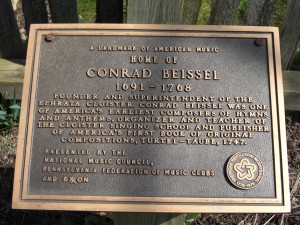 A LANDMARK OF AMERICAN MUSIC
HOME OF
CONRAD BEISSEL
1691 - 1768
FOUNDER AND SUPERINTENDENT OF THE
EPHRATA CLOISTER CONRAD BEISSEL WAS ONE
OF AMERICA'S EARLIEST COMPOSERS OF HYMNS
AND ANTHEMS, ORGANIZER AND TEACHER OF
THE CLOISTER SINGING SCHOOL AND PUBLISHER
OF AMERICA'S FIRST BOOK OF ORIGINAL
COMPOSITIONS, TURTEL-TAUBE, 1747.
PRESENTED BY THE
NATIONAL MUSIC COUNCIL,
PENNSYLVANIA FEDERATION OF MUSIC CLUBS
AND EXXON